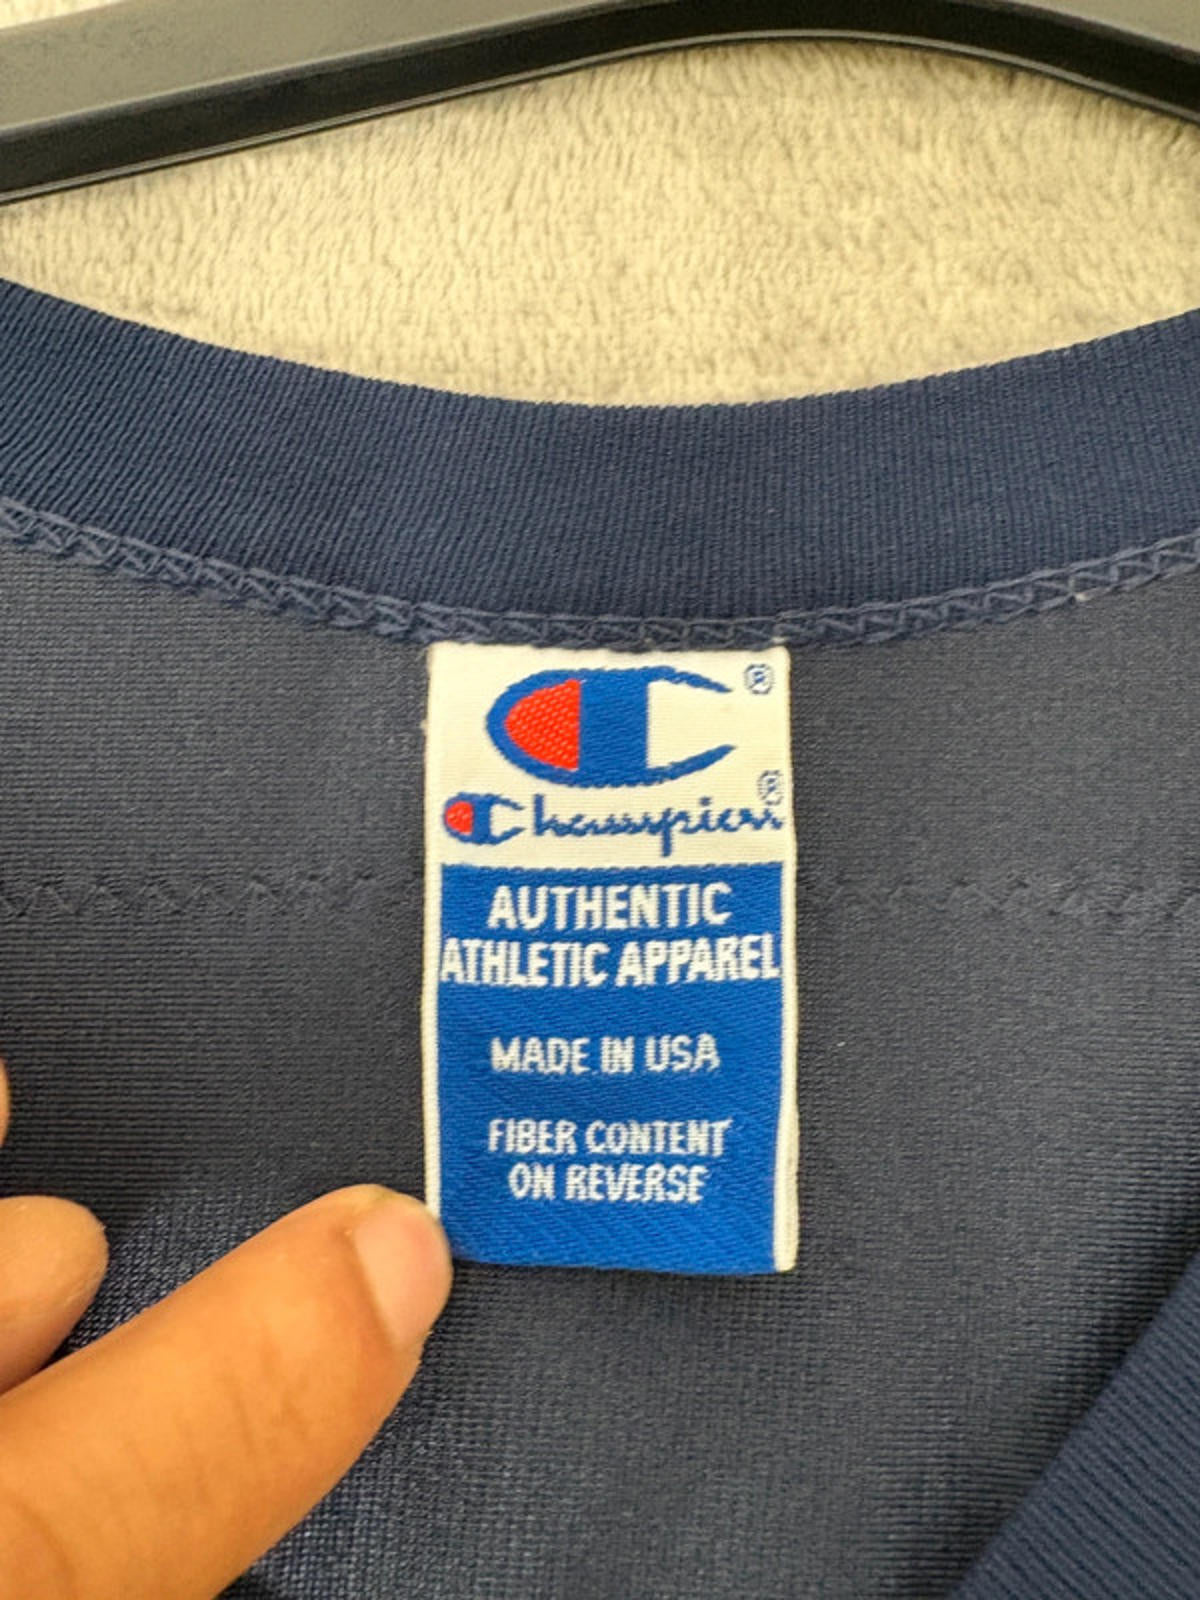 ®
Champion®
AUTHENTIC
ATHLETIC APPAREL
MADE IN USA
FIBER CONTENT
ON REVERSE